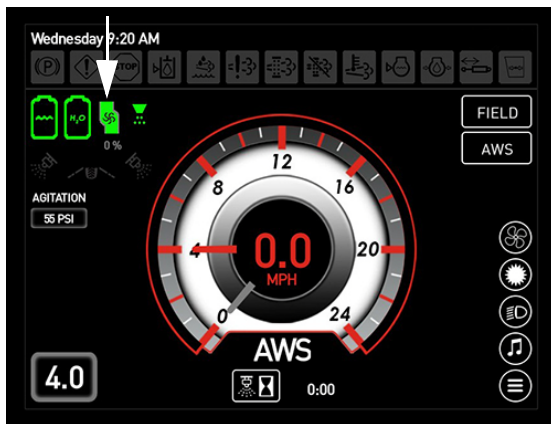 Wednesday 9:20 AM
(P)
STOP
H₂O
0 %
FIELD
AWS
AGITATION
55 PSI
0
4
8
12
16
20
24
0.0
MPH
AWS
4.0
0:00